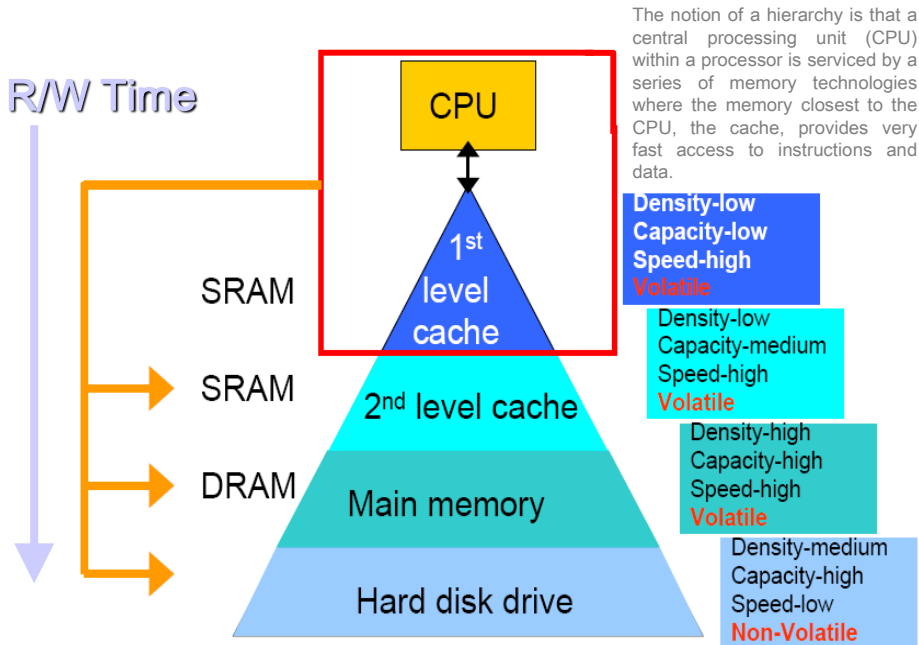 The notion of a hierarchy is that a
central processing unit (CPU)
within a processor is serviced by a
series of memory technologies
where the memory closest to the
CPU, the cache, provides very
fast access to instructions and
data.
R/W Time
CPU
1st
level
cache
SRAM
Density-low
Capacity-low
Speed-high
Volatile
SRAM
2nd level cache
Density-low
Capacity-medium
Speed-high
Volatile
DRAM
Main memory
Density-high
Capacity-high
Speed-high
Volatile
Hard disk drive
Density-medium
Capacity-high
Speed-low
Non-Volatile